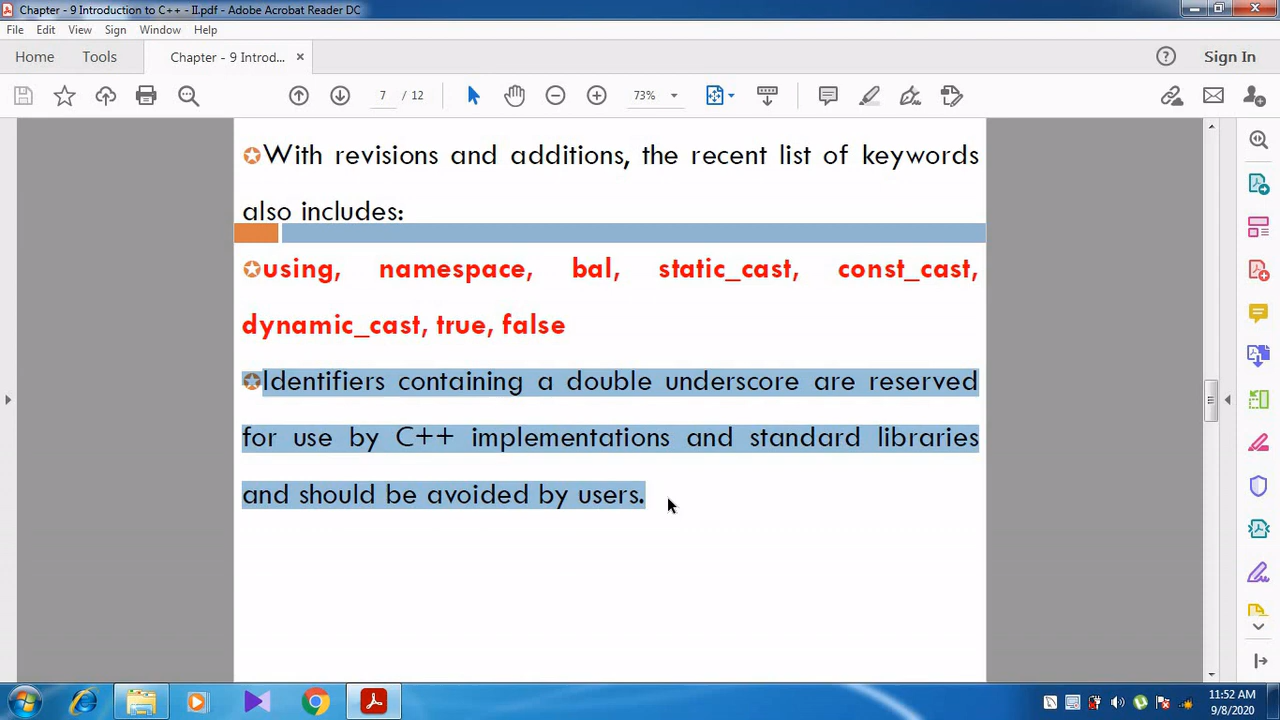 Chapter - 9 Introduction to C++ - II.pdf - Adobe Acrobat Reader DC
File Edit View Sign Window Help
Home Tools Chapter - 9 Introd... × Sign In
7 / 12 73%
With revisions and additions, the recent list of keywords
also includes:
using, namespace, bal, static_cast, const_cast,
dynamic_cast, true, false
Identifiers containing a double underscore are reserved
for use by C++ implementations and standard libraries
and should be avoided by users.
11:52 AM
9/8/2020